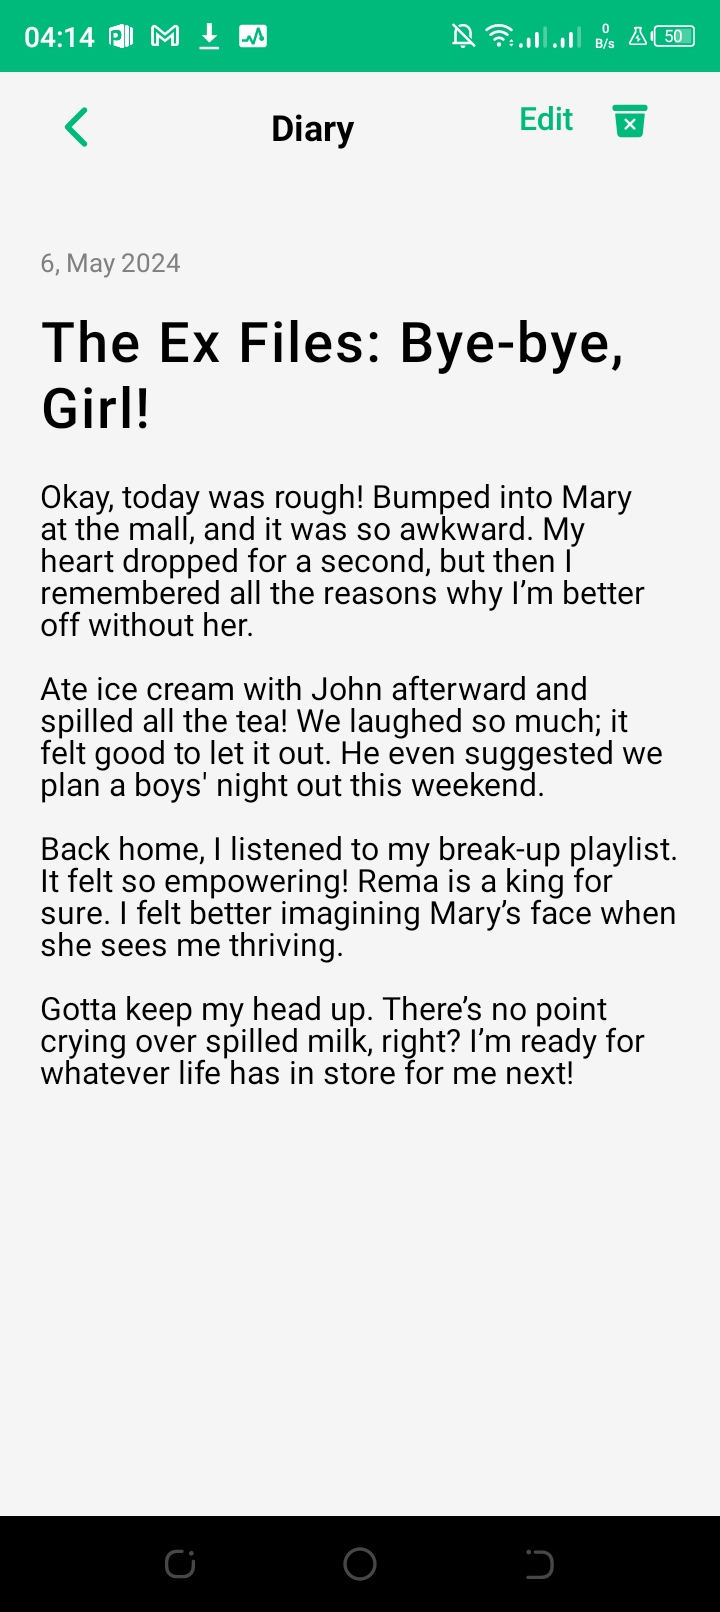 04:14
0
B/s
50
Diary
Edit
6, May 2024
The Ex Files: Bye-bye,
Girl!
Okay, today was rough! Bumped into Mary
at the mall, and it was so awkward. My
heart dropped for a second, but then I
remembered all the reasons why I’m better
off without her.
Ate ice cream with John afterward and
spilled all the tea! We laughed so much; it
felt good to let it out. He even suggested we
plan a boys' night out this weekend.
Back home, I listened to my break-up playlist.
It felt so empowering! Rema is a king for
sure. I felt better imagining Mary’s face when
she sees me thriving.
Gotta keep my head up. There’s no point
crying over spilled milk, right? I’m ready for
whatever life has in store for me next!